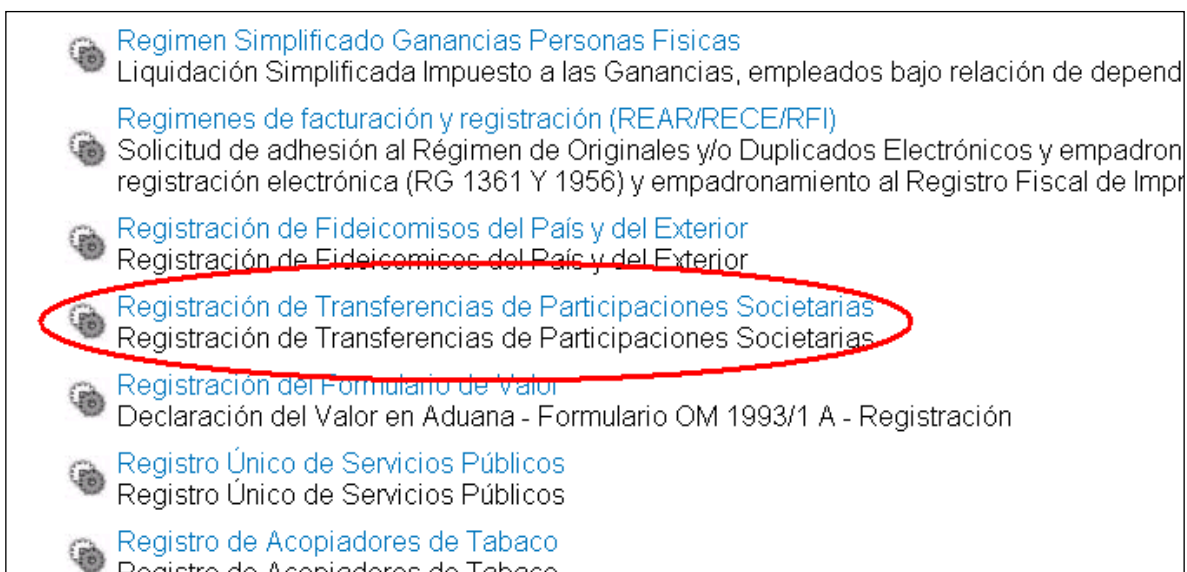 Regimen Simplificado Ganancias Personas Fisicas
Liquidación Simplificada Impuesto a las Ganancias, empleados bajo relación de depend
Regimenes de facturación y registración (REAR/RECE/RFI)
Solicitud de adhesión al Régimen de Originales y/o Duplicados Electrónicos y empadron
registración electrónica (RG 1361 Y 1956) y empadronamiento al Registro Fiscal de Impr
Registración de Fideicomisos del País y del Exterior
Registración de Fideicomisos del País y del Exterior
Registración de Transferencias de Participaciones Societarias
Registración de Transferencias de Participaciones Societarias
Registración del Formulario de Valor
Declaración del Valor en Aduana - Formulario OM 1993/1 A - Registración
Registro Único de Servicios Públicos
Registro Único de Servicios Públicos
Registro de Acopiadores de Tabaco
Registro de Acopiadores de Tabaco